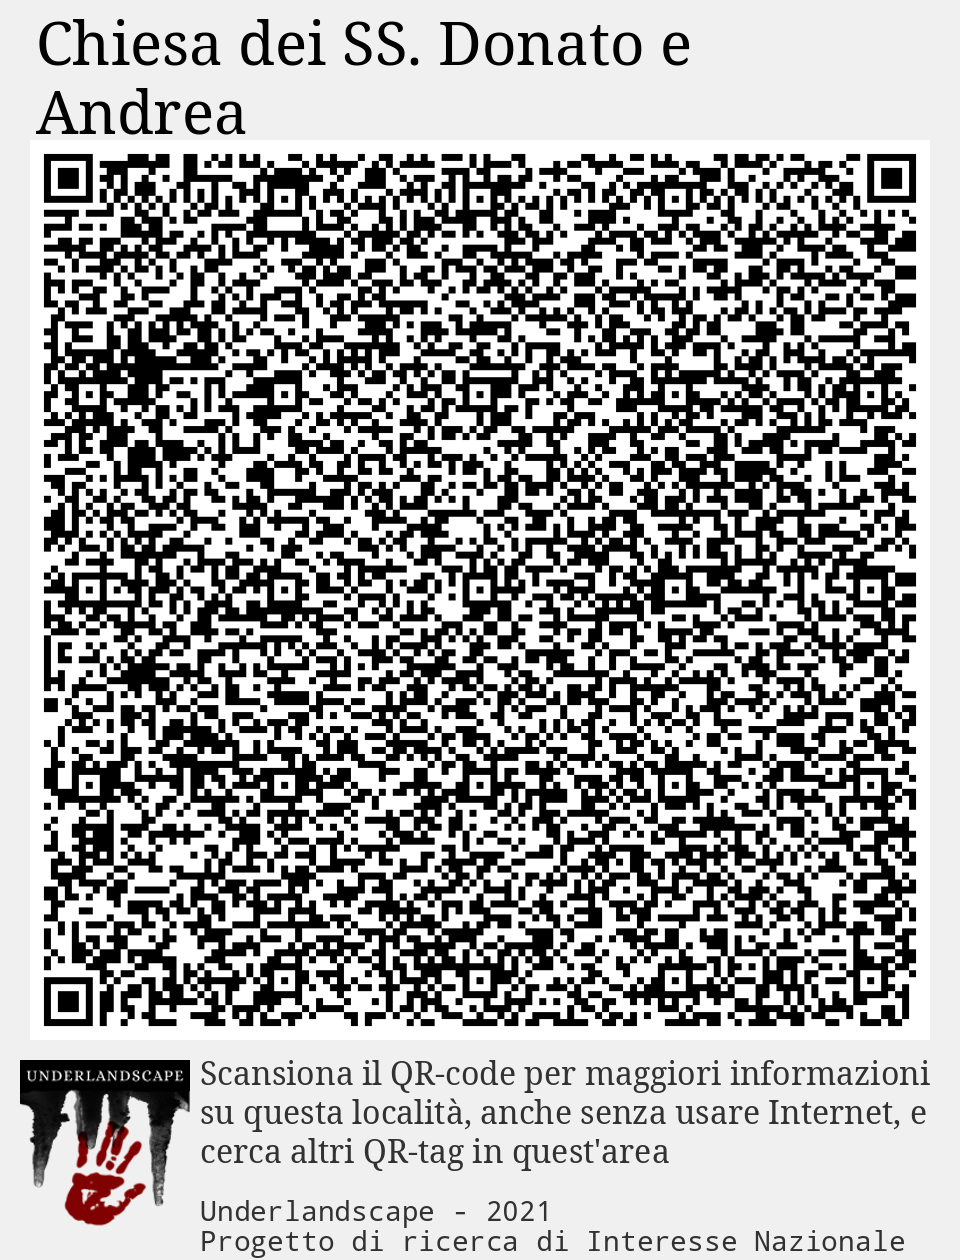 Chiesa dei SS. Donato e
Andrea
UNDERLANDSCAPE
Scansiona il QR-code per maggiori informazioni
su questa località, anche senza usare Internet, e
cerca altri QR-tag in quest'area
Underlandscape - 2021
Progetto di ricerca di Interesse Nazionale